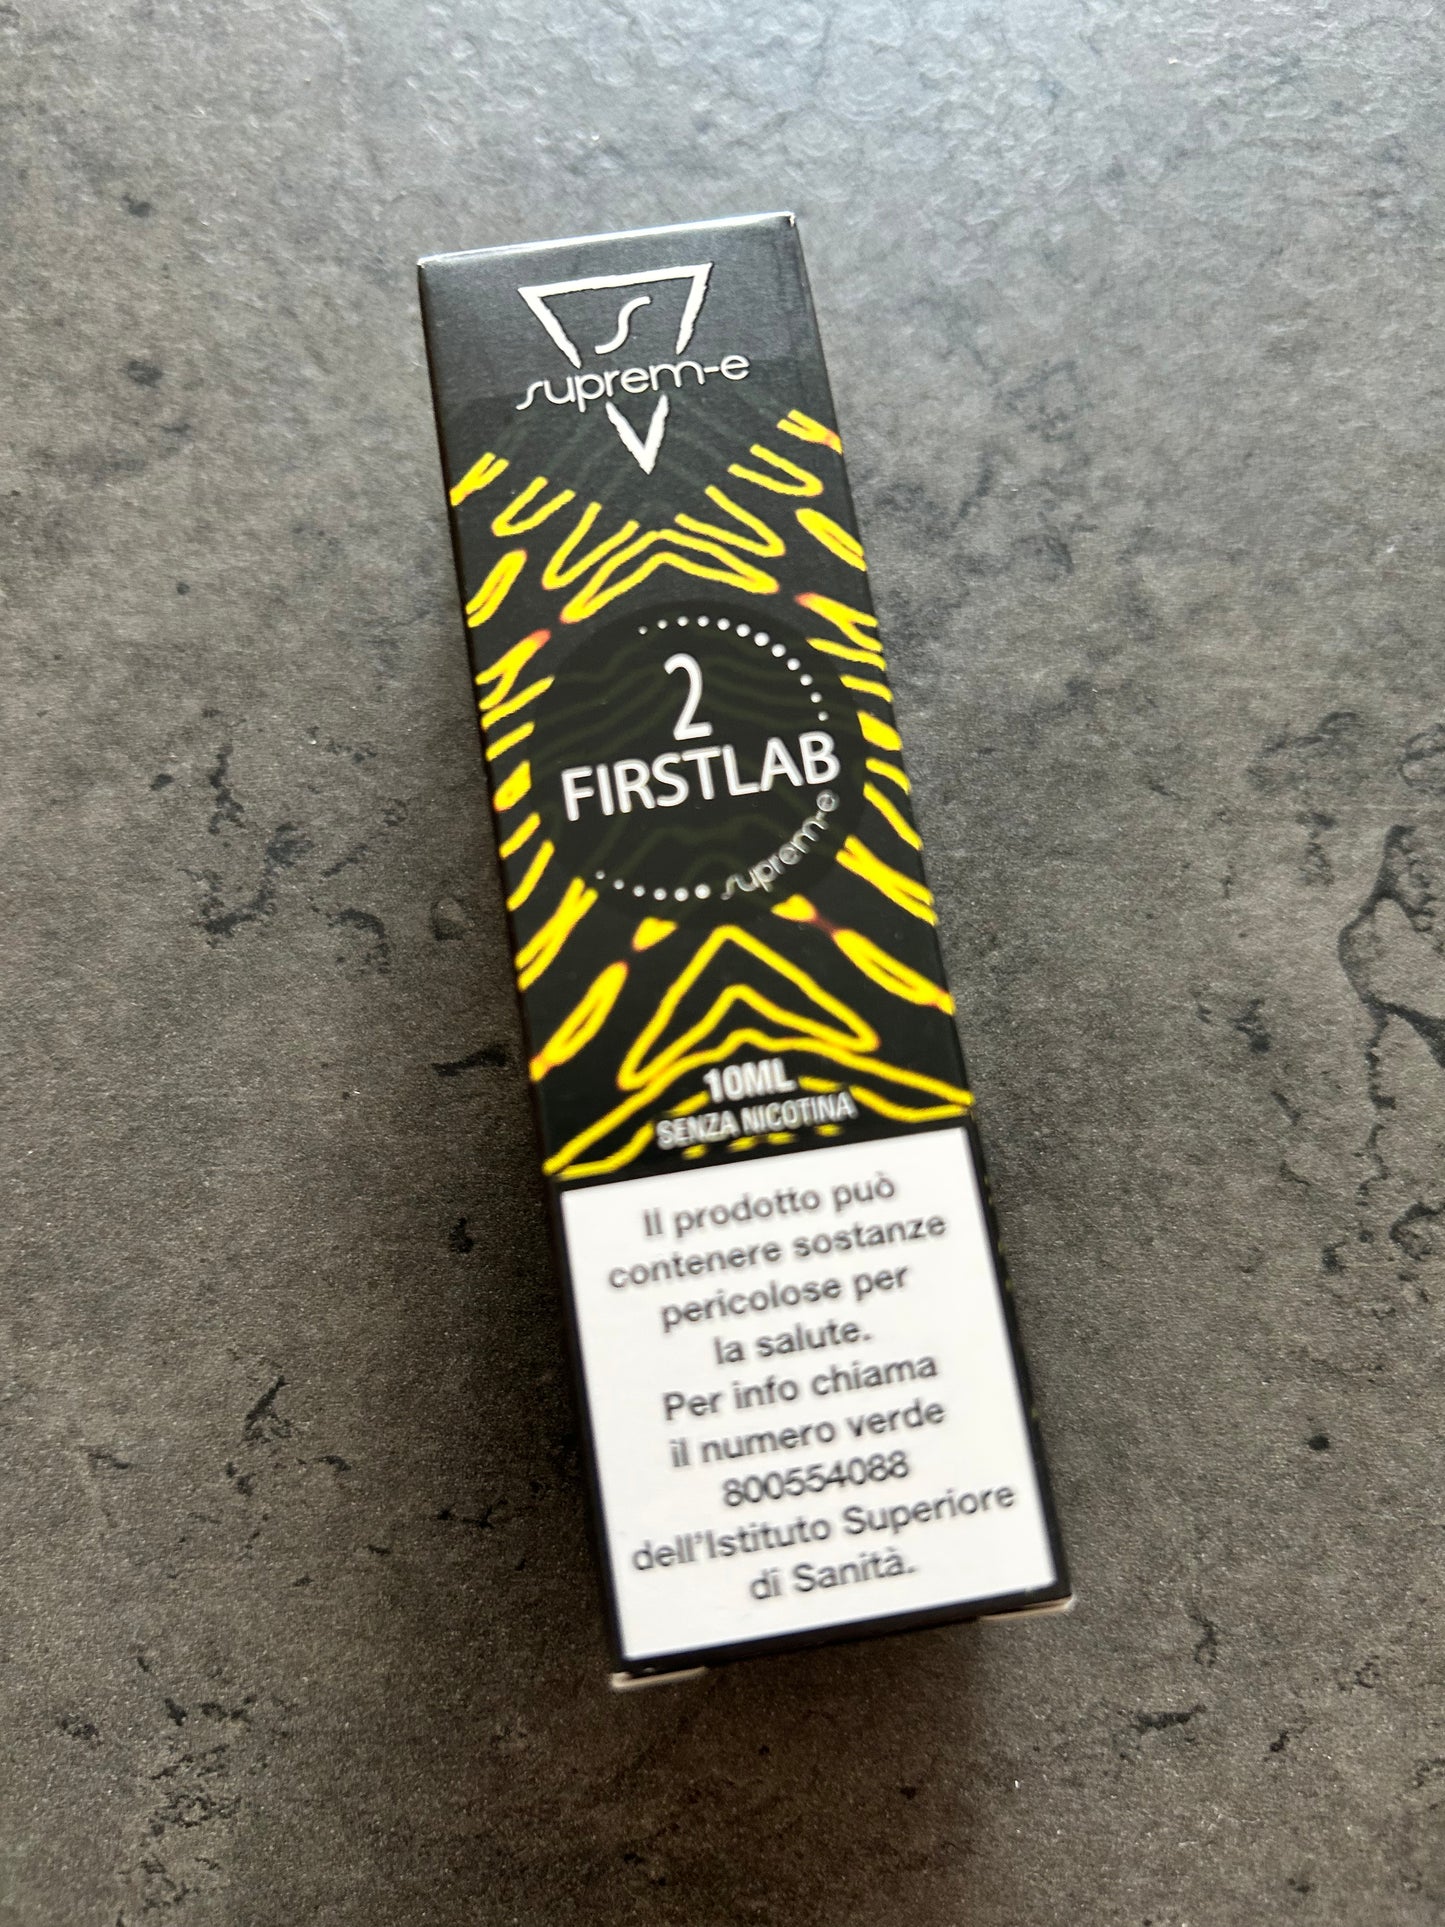 S
suprem-e
2
FIRSTLAB
suprem-e
10ML
SENZA NICOTINA
Il prodotto può
contenere sostanze
pericolose per
la salute.
Per info chiama
il numero verde
800554088
dell'Istituto Superiore
di Sanità.